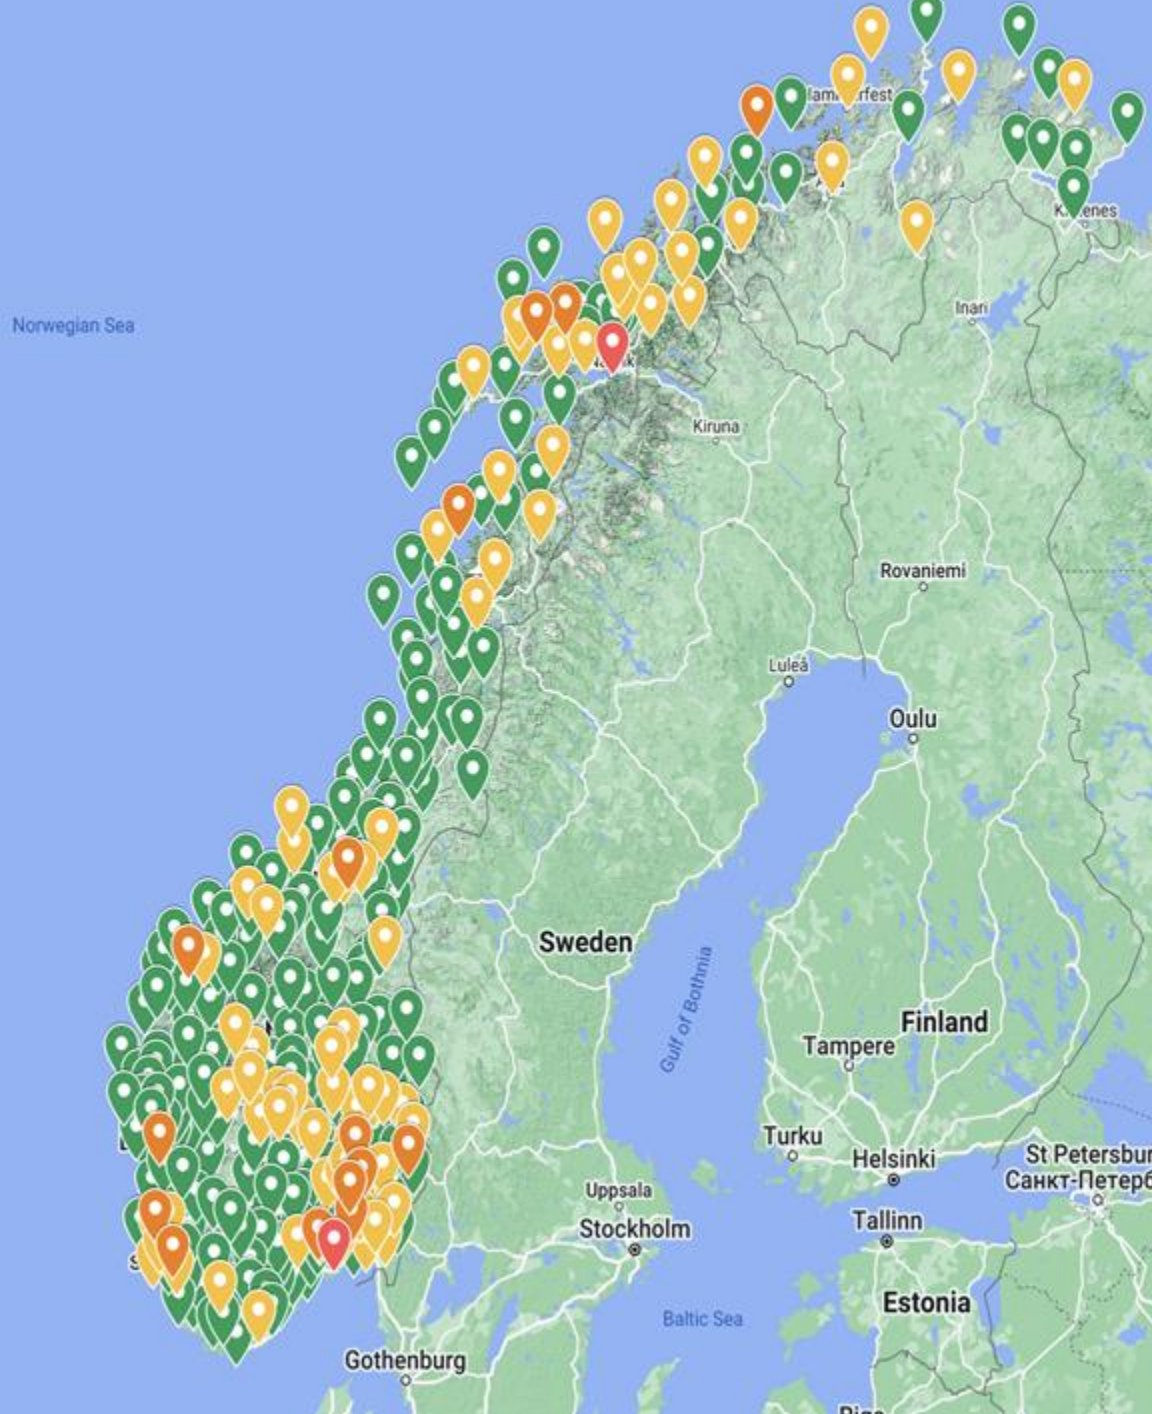 Norwegian Sea
Inari
Kiruna
Rovaniemi
Luleå
Oulu
Sweden
Gulf of Bothnia
Finland
Tampere
Turku
Helsinki
St Petersbur
Санкт-Петерб
Uppsala
Stockholm
Tallinn
Estonia
Baltic Sea
Gothenburg